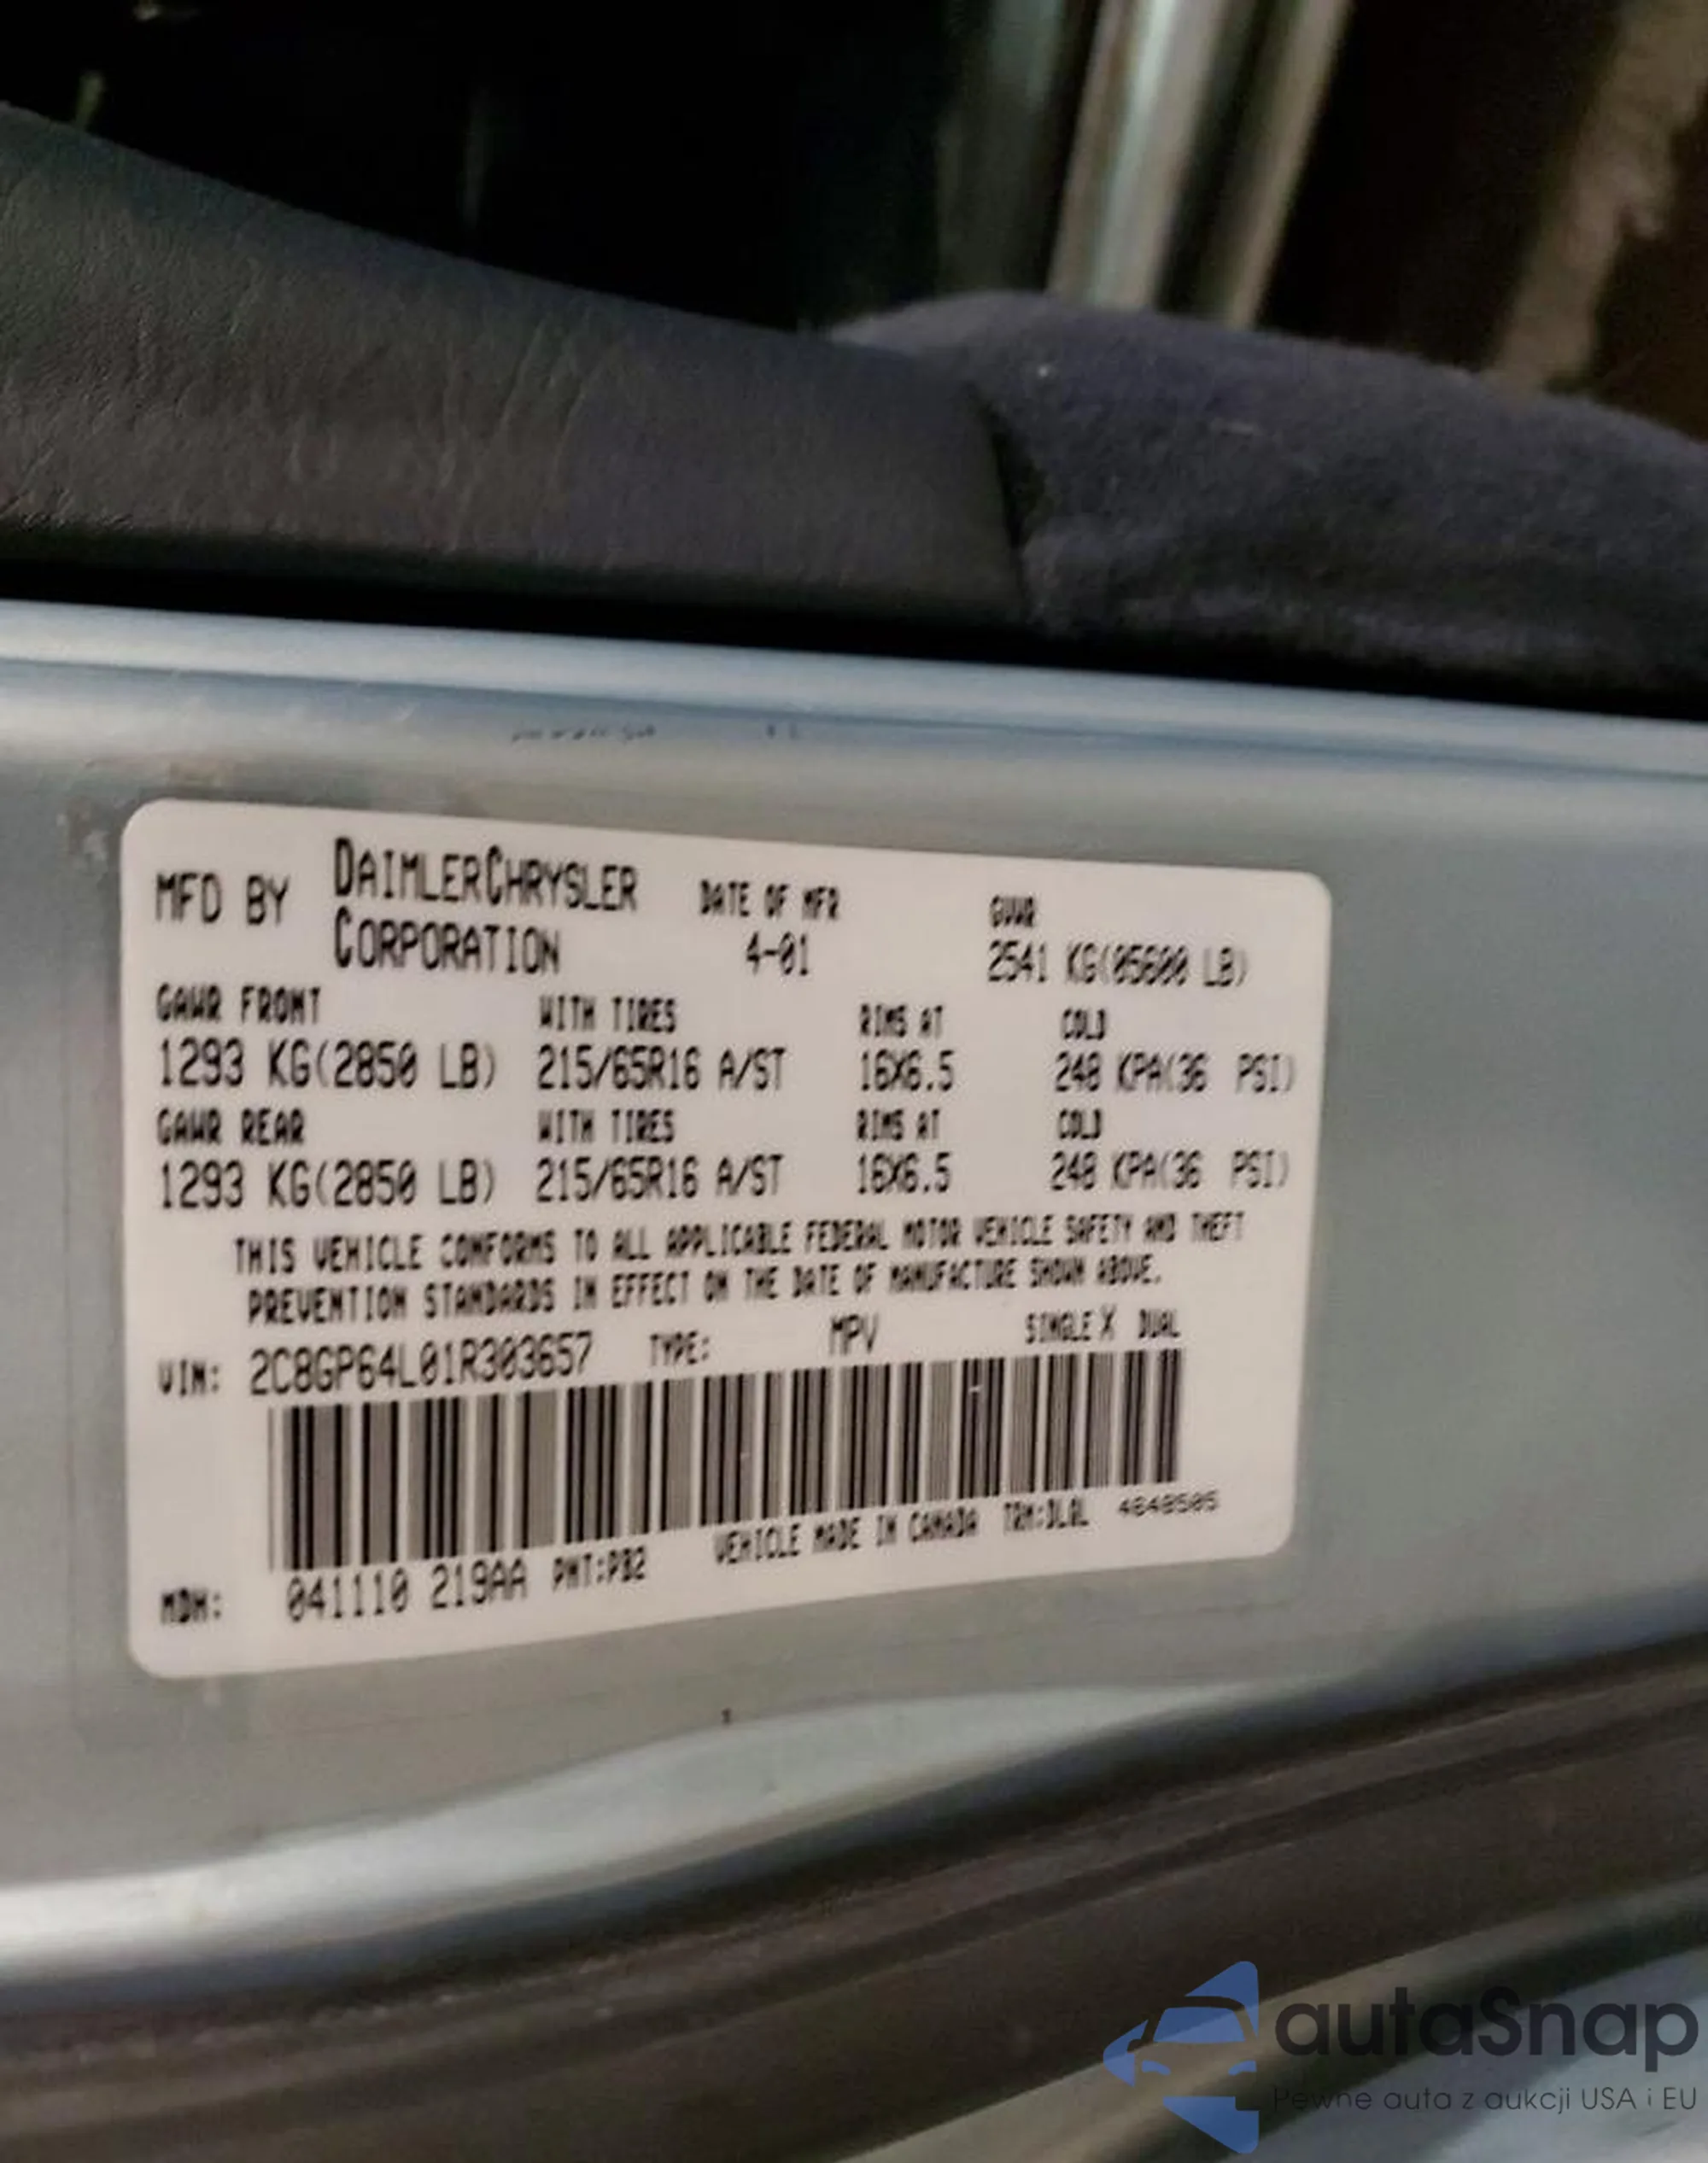 MFD BY DAIMLERCHRYSLER CORPORATION DATE OF MFR 4-01 GVWR 2541 KG(05600 LB)
GAWR FRONT WITH TIRES RIMS AT COLD
1293 KG(2850 LB) 215/65R16 A/ST 16X6.5 248 KPA(36 PSI)
GAWR REAR WITH TIRES RIMS AT COLD
1293 KG(2850 LB) 215/65R16 A/ST 16X6.5 248 KPA(36 PSI)
THIS VEHICLE CONFORMS TO ALL APPLICABLE FEDERAL MOTOR VEHICLE SAFETY AND THEFT
PREVENTION STANDARDS IN EFFECT ON THE DATE OF MANUFACTURE SHOWN ABOVE.
VIN: 2C8GP64L01R303657 TYPE: MPV SINGLE X DUAL
MDH: 041110 219AA PNT:PB2 VEHICLE MADE IN CANADA TRM:DLAL 4648505
autaSnap
Pewne auta z aukcji USA i EU